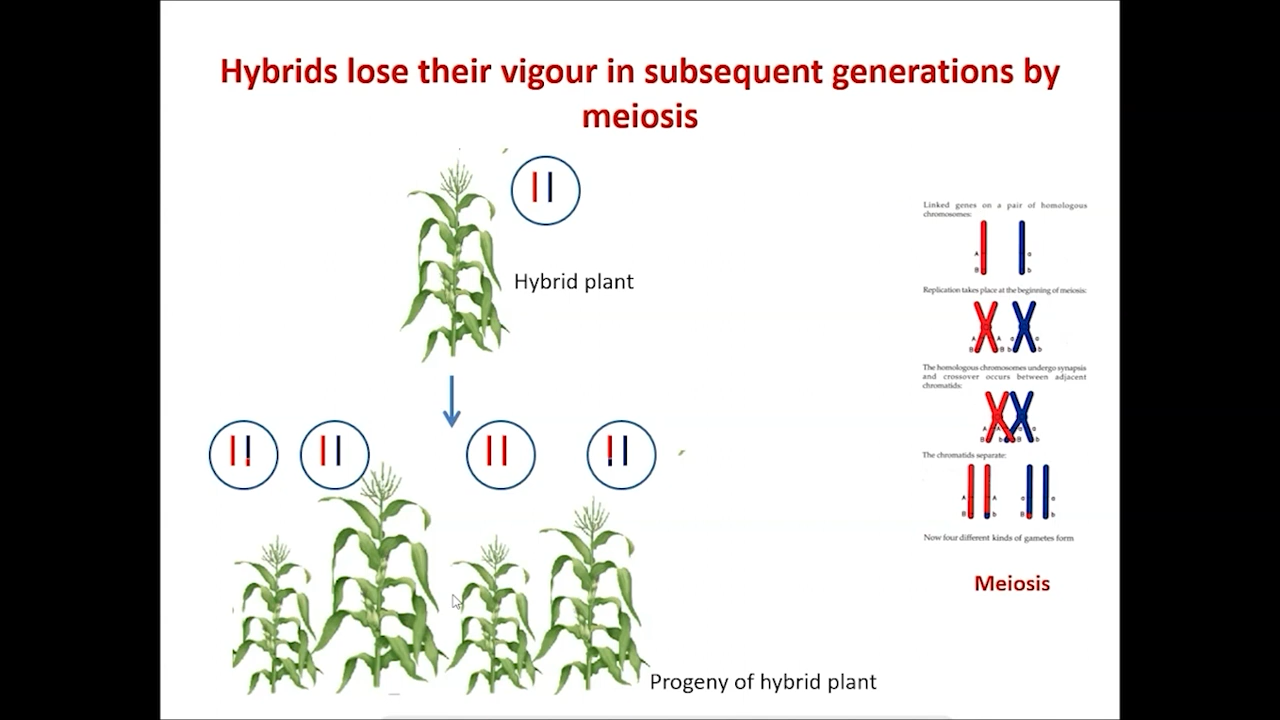 Hybrids lose their vigour in subsequent generations by
meiosis
Hybrid plant
Progeny of hybrid plant
Linked genes on a pair of homologous
chromosomes:
A a
B b
Replication takes place at the beginning of meiosis:
A A a a
B B b b
The homologous chromosomes undergo synapsis
and crossover occurs between adjacent
chromatids:
A A a a
B b B b
The chromatids separate:
A A a a
B b B b
Now four different kinds of gametes form
Meiosis